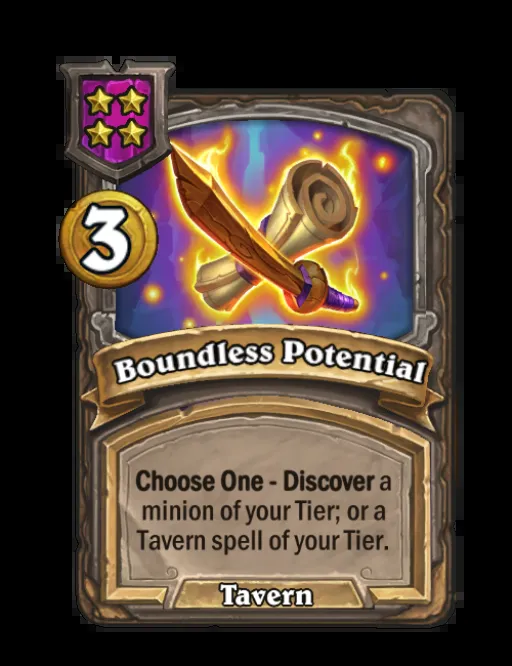 3
Boundless Potential
Choose One - Discover a
minion of your Tier; or a
Tavern spell of your Tier.
Tavern